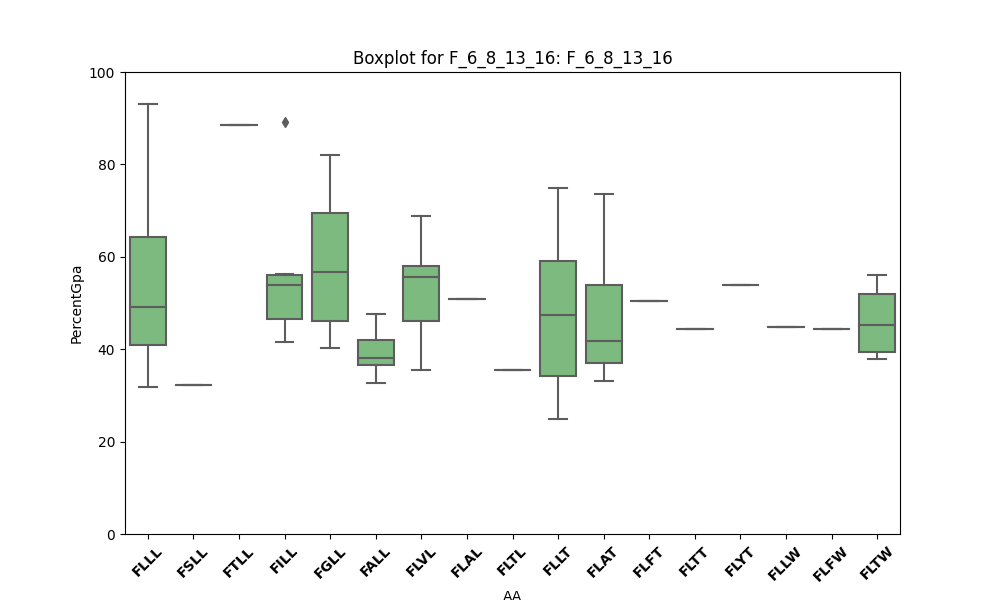 Boxplot for F_6_8_13_16: F_6_8_13_16
100
80
60
40
20
0
PercentGpa
FLLL
FSLL
FTLL
FILL
FGLL
FALL
FLVL
FLAL
FLTL
FLLT
FLAT
FLFT
FLTT
FLYT
FLLW
FLFW
FLTW
AA